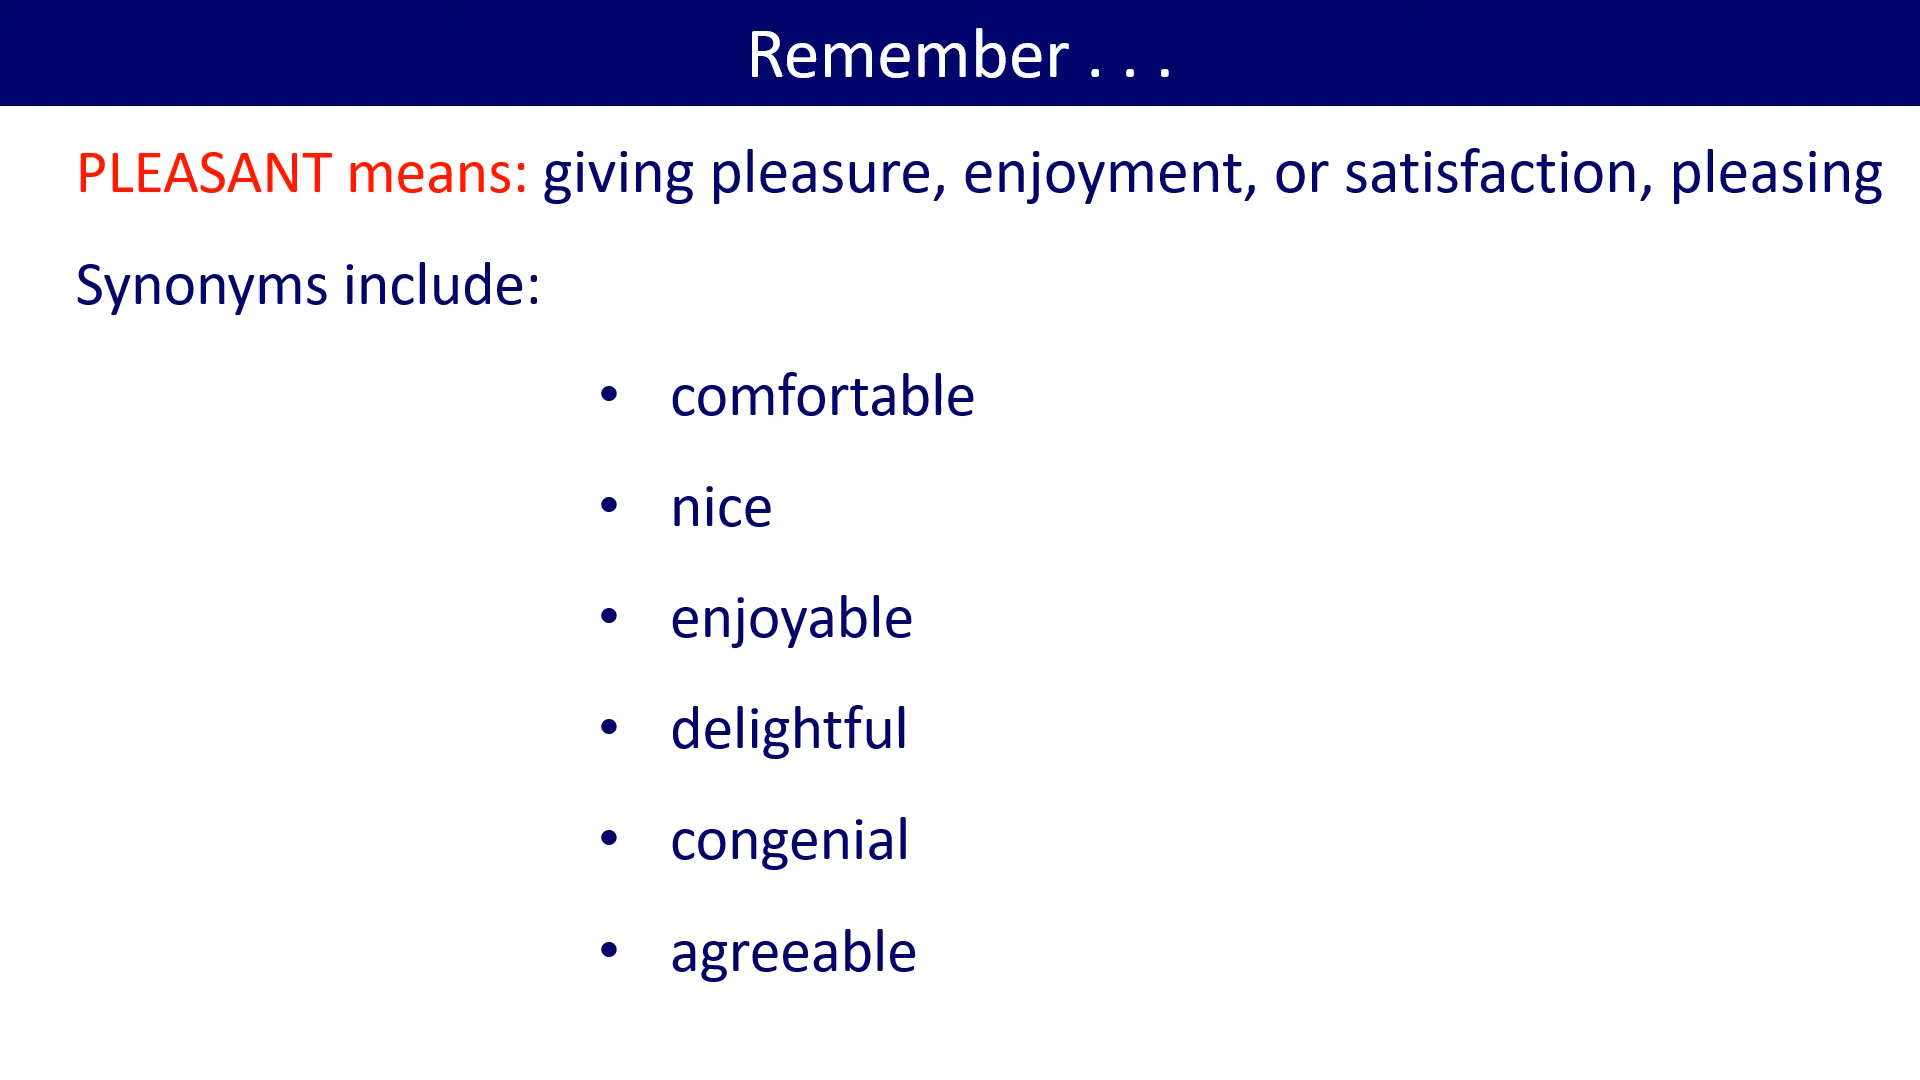 Remember . . .
PLEASANT means: giving pleasure, enjoyment, or satisfaction, pleasing
Synonyms include:
• comfortable
• nice
• enjoyable
• delightful
• congenial
• agreeable